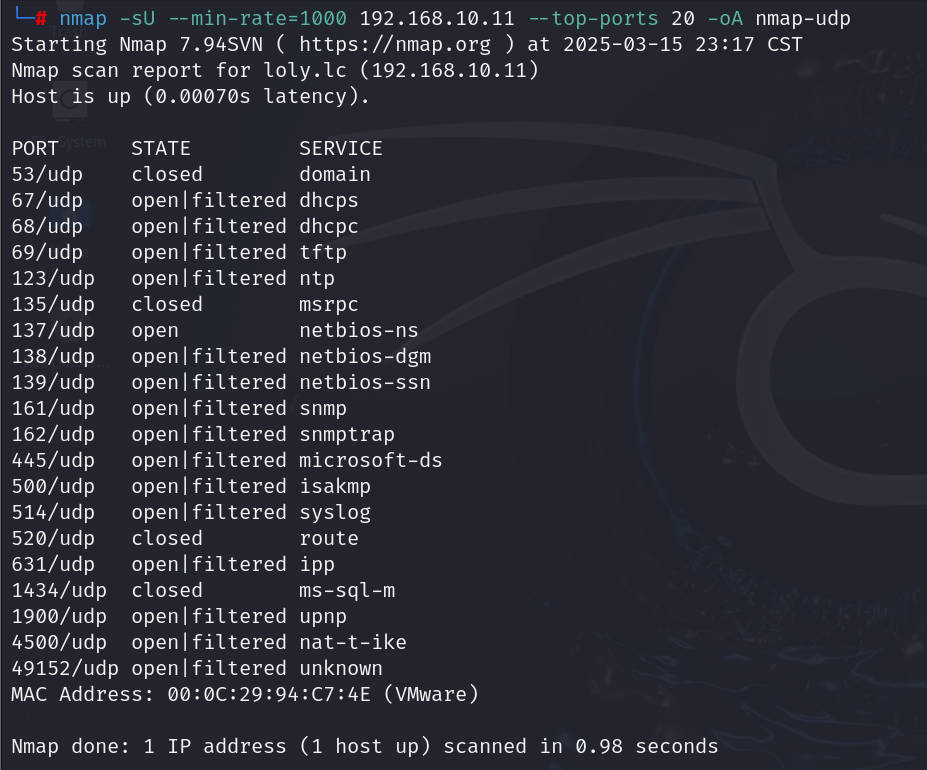 └─# nmap -sU --min-rate=1000 192.168.10.11 --top-ports 20 -oA nmap-udp
Starting Nmap 7.94SVN ( https://nmap.org ) at 2025-03-15 23:17 CST
Nmap scan report for loly.lc (192.168.10.11)
Host is up (0.00070s latency).

PORT      STATE         SERVICE
53/udp    closed        domain
67/udp    open|filtered dhcps
68/udp    open|filtered dhcpc
69/udp    open|filtered tftp
123/udp   open|filtered ntp
135/udp   closed        msrpc
137/udp   open          netbios-ns
138/udp   open|filtered netbios-dgm
139/udp   open|filtered netbios-ssn
161/udp   open|filtered snmp
162/udp   open|filtered snmptrap
445/udp   open|filtered microsoft-ds
500/udp   open|filtered isakmp
514/udp   open|filtered syslog
520/udp   closed        route
631/udp   open|filtered ipp
1434/udp  closed        ms-sql-m
1900/udp  open|filtered upnp
4500/udp  open|filtered nat-t-ike
49152/udp open|filtered unknown
MAC Address: 00:0C:29:94:C7:4E (VMware)

Nmap done: 1 IP address (1 host up) scanned in 0.98 seconds